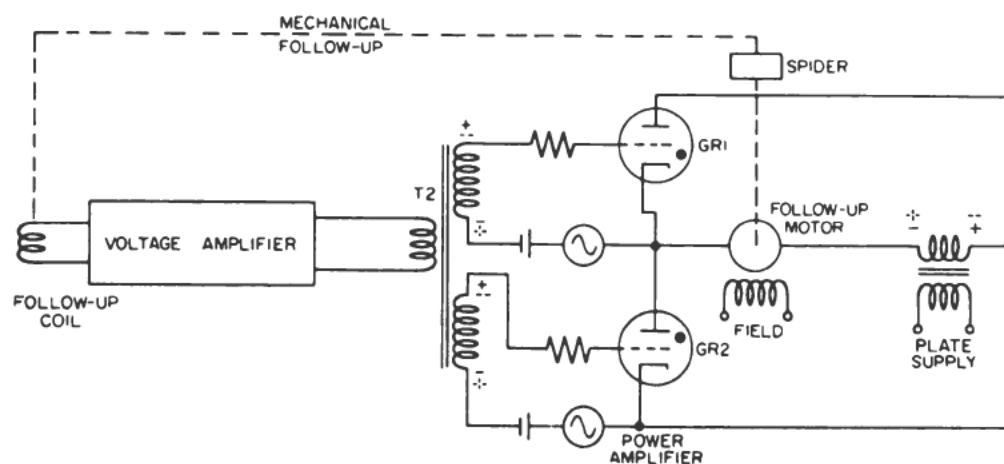 MECHANICAL
FOLLOW-UP
SPIDER
GR1
T2
FOLLOW-UP
MOTOR
VOLTAGE AMPLIFIER
FOLLOW-UP
COIL
FIELD
GR2
PLATE
SUPPLY
POWER
AMPLIFIER